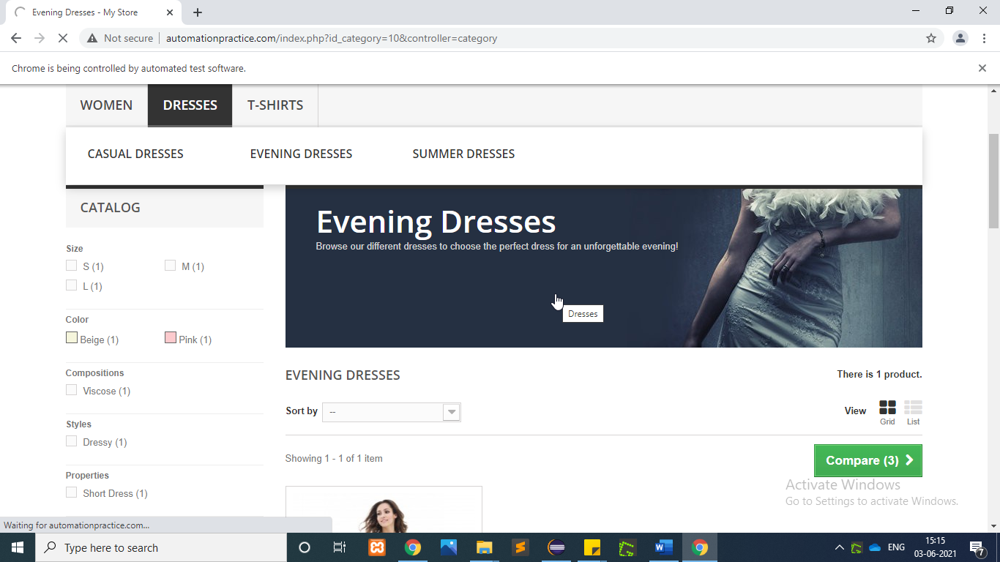 Evening Dresses - My Store
Not secure automationpractice.com/index.php?id_category=10&controller=category
Chrome is being controlled by automated test software.
WOMEN DRESSES T-SHIRTS
CASUAL DRESSES EVENING DRESSES SUMMER DRESSES
CATALOG
Size
S (1) M (1)
L (1)
Color
Beige (1) Pink (1)
Compositions
Viscose (1)
Styles
Dressy (1)
Properties
Short Dress (1)
Evening Dresses
Browse our different dresses to choose the perfect dress for an unforgettable evening!
Dresses
EVENING DRESSES There is 1 product.
Sort by -- View Grid List
Showing 1 - 1 of 1 item Compare (3)
Activate Windows
Go to Settings to activate Windows.
Waiting for automationpractice.com...
Type here to search
ENG 15:15
03-06-2021
7